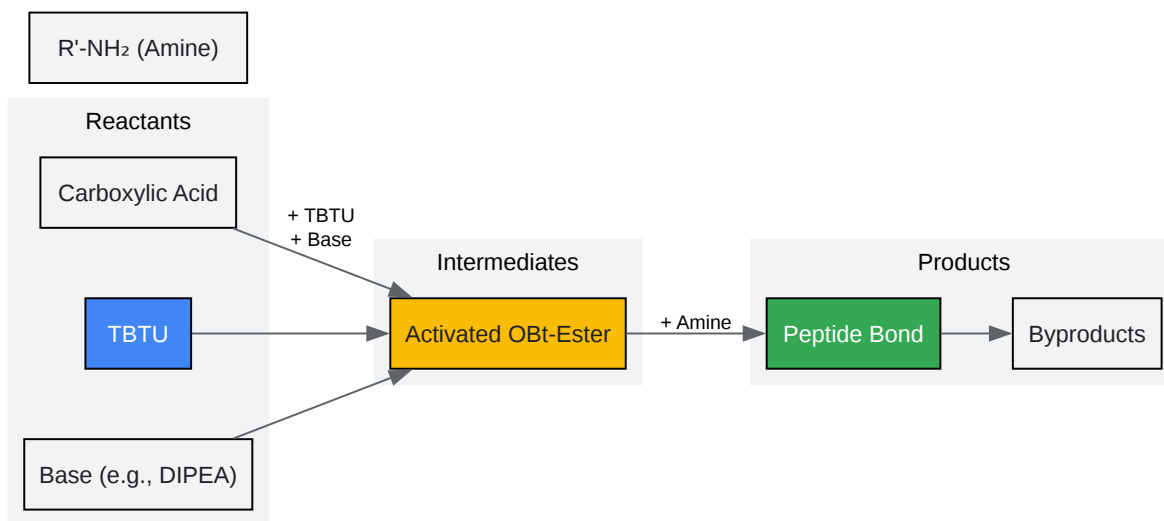 R'-NH₂ (Amine)
Reactants
Carboxylic Acid
+ TBTU
+ Base
Intermediates
Products
TBTU
Activated OBt-Ester
+ Amine
Peptide Bond
Byproducts
Base (e.g., DIPEA)